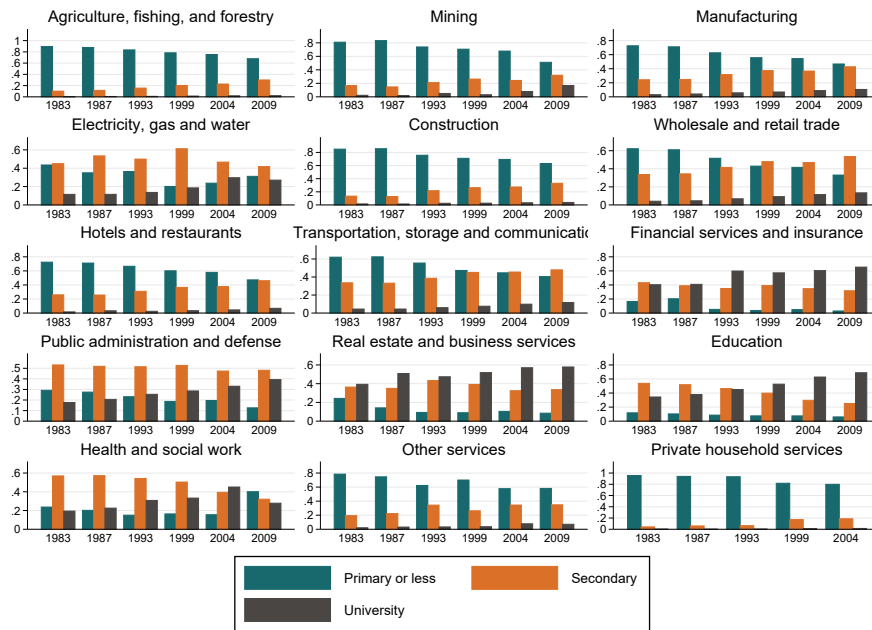 Agriculture, fishing, and forestry
1
.8
.6
.4
.2
0
1983 1987 1993 1999 2004 2009
Mining
.8
.6
.4
.2
0
1983 1987 1993 1999 2004 2009
Manufacturing
.8
.6
.4
.2
0
1983 1987 1993 1999 2004 2009
Electricity, gas and water
.6
.4
.2
0
1983 1987 1993 1999 2004 2009
Construction
.8
.6
.4
.2
0
1983 1987 1993 1999 2004 2009
Wholesale and retail trade
.6
.4
.2
0
1983 1987 1993 1999 2004 2009
Hotels and restaurants
.8
.6
.4
.2
0
1983 1987 1993 1999 2004 2009
Transportation, storage and communicatio
.6
.4
.2
0
1983 1987 1993 1999 2004 2009
Financial services and insurance
.8
.6
.4
.2
0
1983 1987 1993 1999 2004 2009
Public administration and defense
.5
.4
.3
.2
.1
0
1983 1987 1993 1999 2004 2009
Real estate and business services
.6
.4
.2
0
1983 1987 1993 1999 2004 2009
Education
.8
.6
.4
.2
0
1983 1987 1993 1999 2004 2009
Health and social work
.6
.4
.2
0
1983 1987 1993 1999 2004 2009
Other services
.8
.6
.4
.2
0
1983 1987 1993 1999 2004 2009
Private household services
1
.8
.6
.4
.2
0
1983 1987 1993 1999 2004
Primary or less
Secondary
University